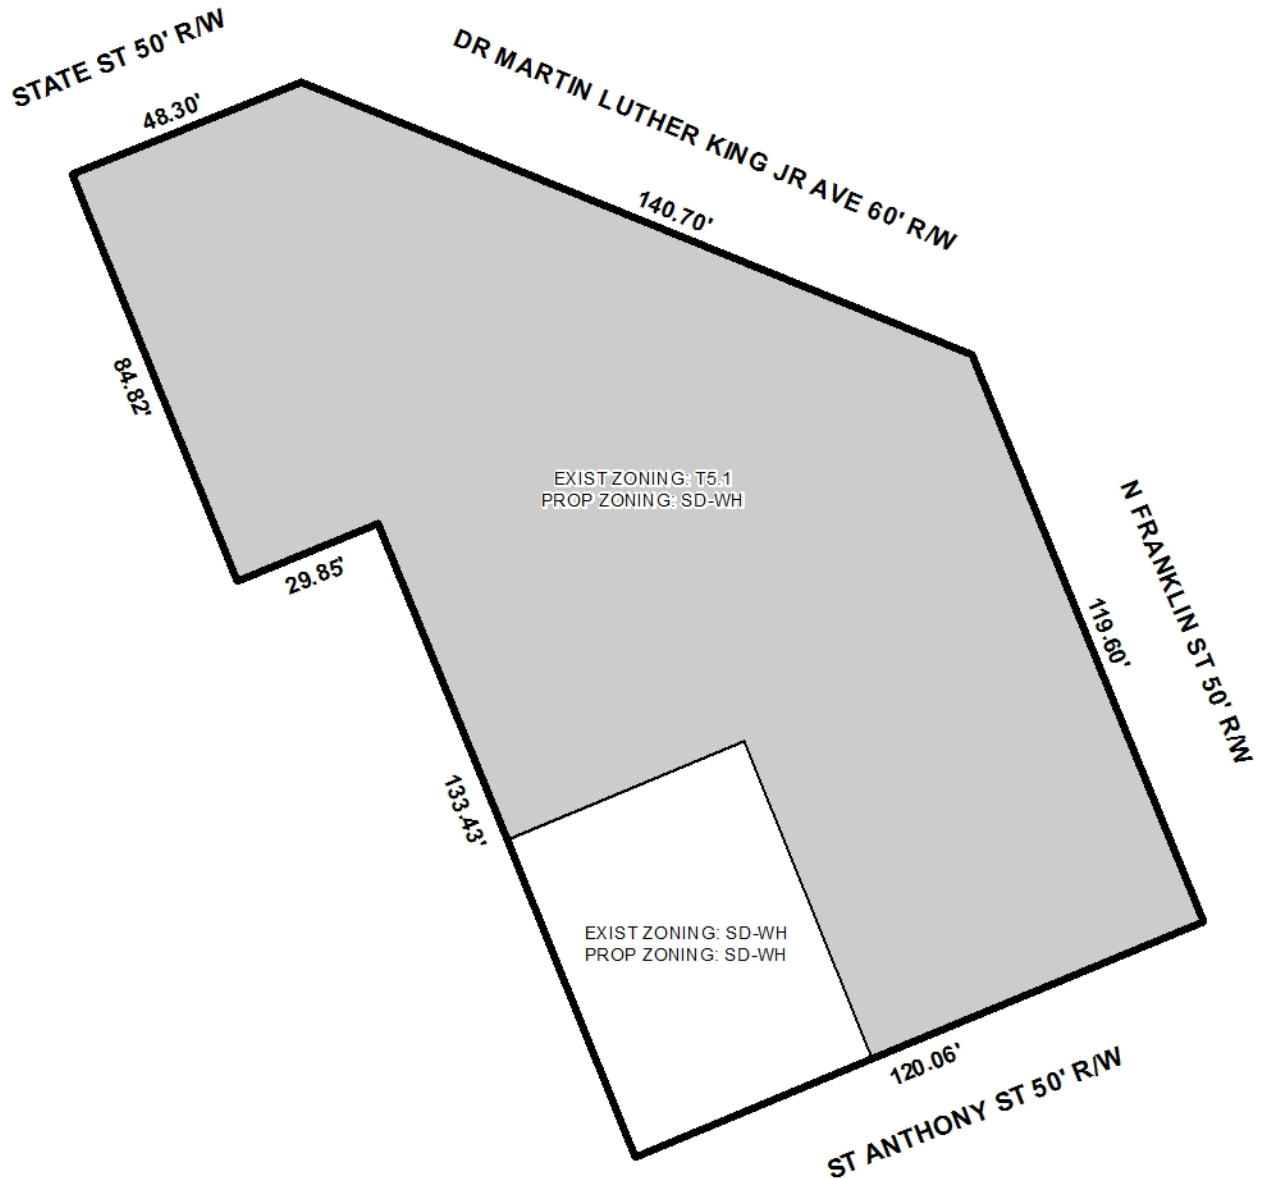 STATE ST 50' R/W
DR MARTIN LUTHER KING JR AVE 60' R/W
48.30'
140.70'
84.82'
EXIST ZONING: T5.1
PROP ZONING: SD-WH
N FRANKLIN ST 50' R/W
29.85'
119.60'
133.43'
EXIST ZONING: SD-WH
PROP ZONING: SD-WH
120.06'
ST ANTHONY ST 50' R/W